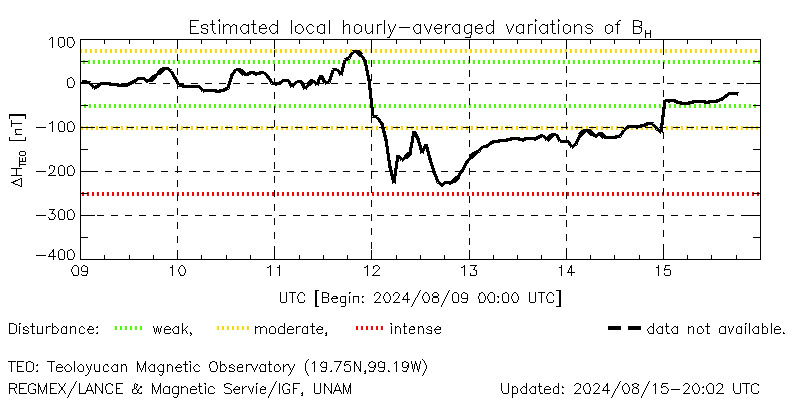 Estimated local hourly-averaged variations of B_H
ΔH_TEO [nT]
100
0
-100
-200
-300
-400
09 10 11 12 13 14 15
UTC [Begin: 2024/08/09 00:00 UTC]
Disturbance: weak, moderate, intense data not available.
TEO: Teoloyucan Magnetic Observatory (19.75N,99.19W)
REGMEX/LANCE & Magnetic Servie/IGF, UNAM Updated: 2024/08/15-20:02 UTC